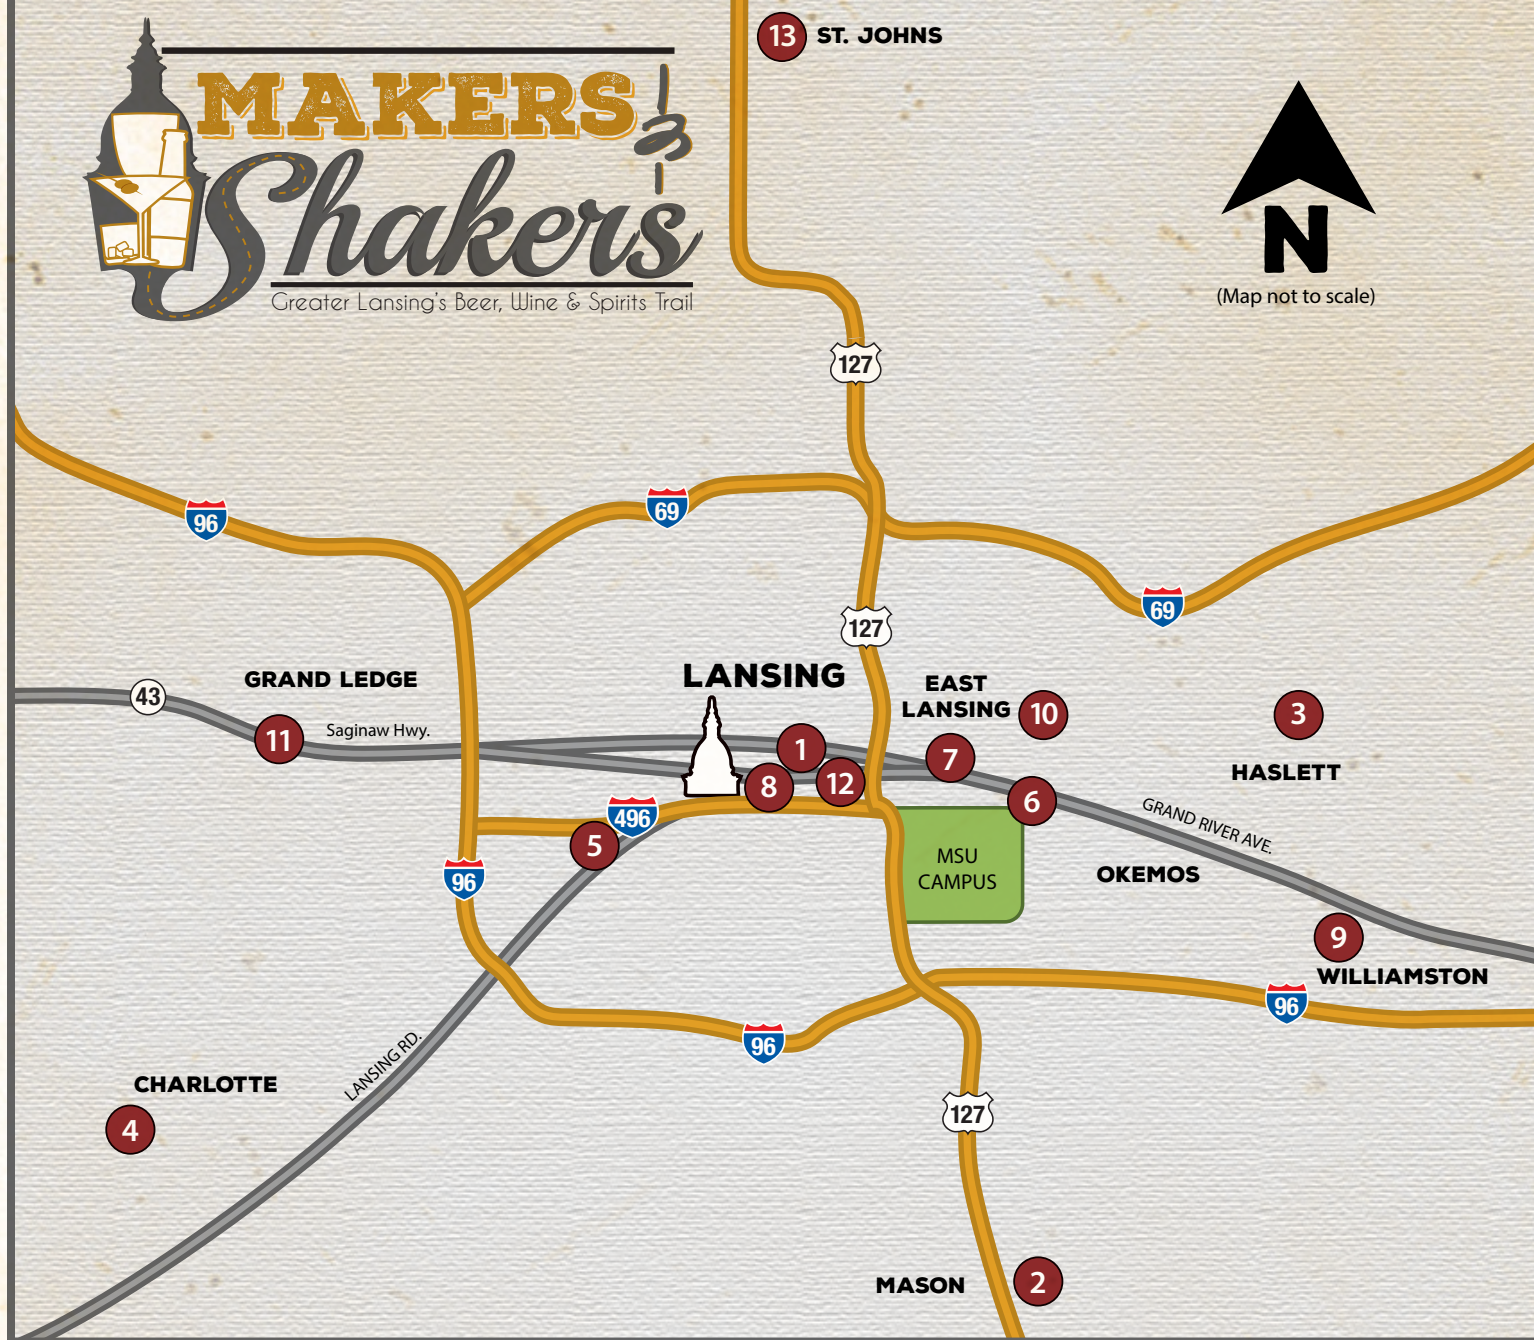 MAKERS &
Shakers
Greater Lansing's Beer, Wine & Spirits Trail
13 ST. JOHNS
N
(Map not to scale)
127
96
69
69
127
GRAND LEDGE
LANSING
EAST
LANSING
43
11
Saginaw Hwy.
1
7
10
3
HASLETT
8
12
6
496
5
GRAND RIVER AVE.
MSU
CAMPUS
OKEMOS
96
9
WILLIAMSTON
96
96
LANSING RD.
CHARLOTTE
4
127
MASON
2